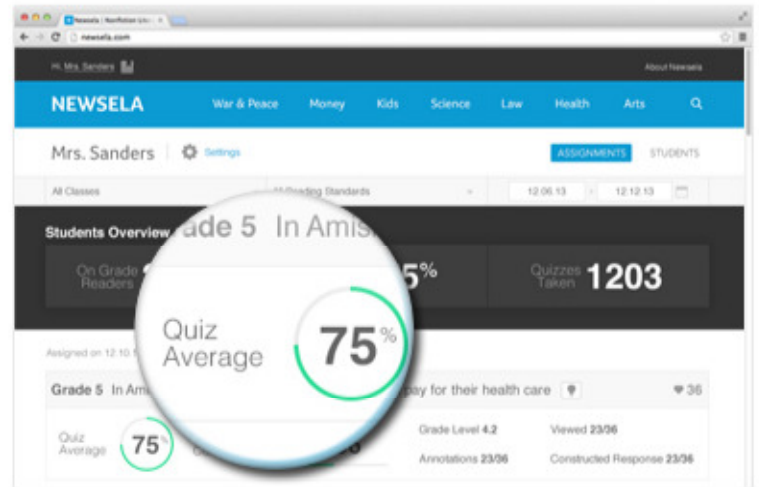 Newsela | Nonfiction
newsela.com
Hi, Mrs. Sanders
About Newsela
NEWSELA War & Peace Money Kids Science Law Health Arts
Mrs. Sanders Settings ASSIGNMENTS STUDENTS
All Classes Reading Standards 12.06.13 12.12.13
Students Overview
On Grade Readers
5%
Quizzes Taken 1203
ade 5 In Amis
Quiz Average 75%
Assigned on 12.10.
Grade 5 In Am
pay for their health care 36
Quiz Average 75%
Grade Level 4.2 Viewed 23/36
Annotations 23/36 Constructed Response 23/36